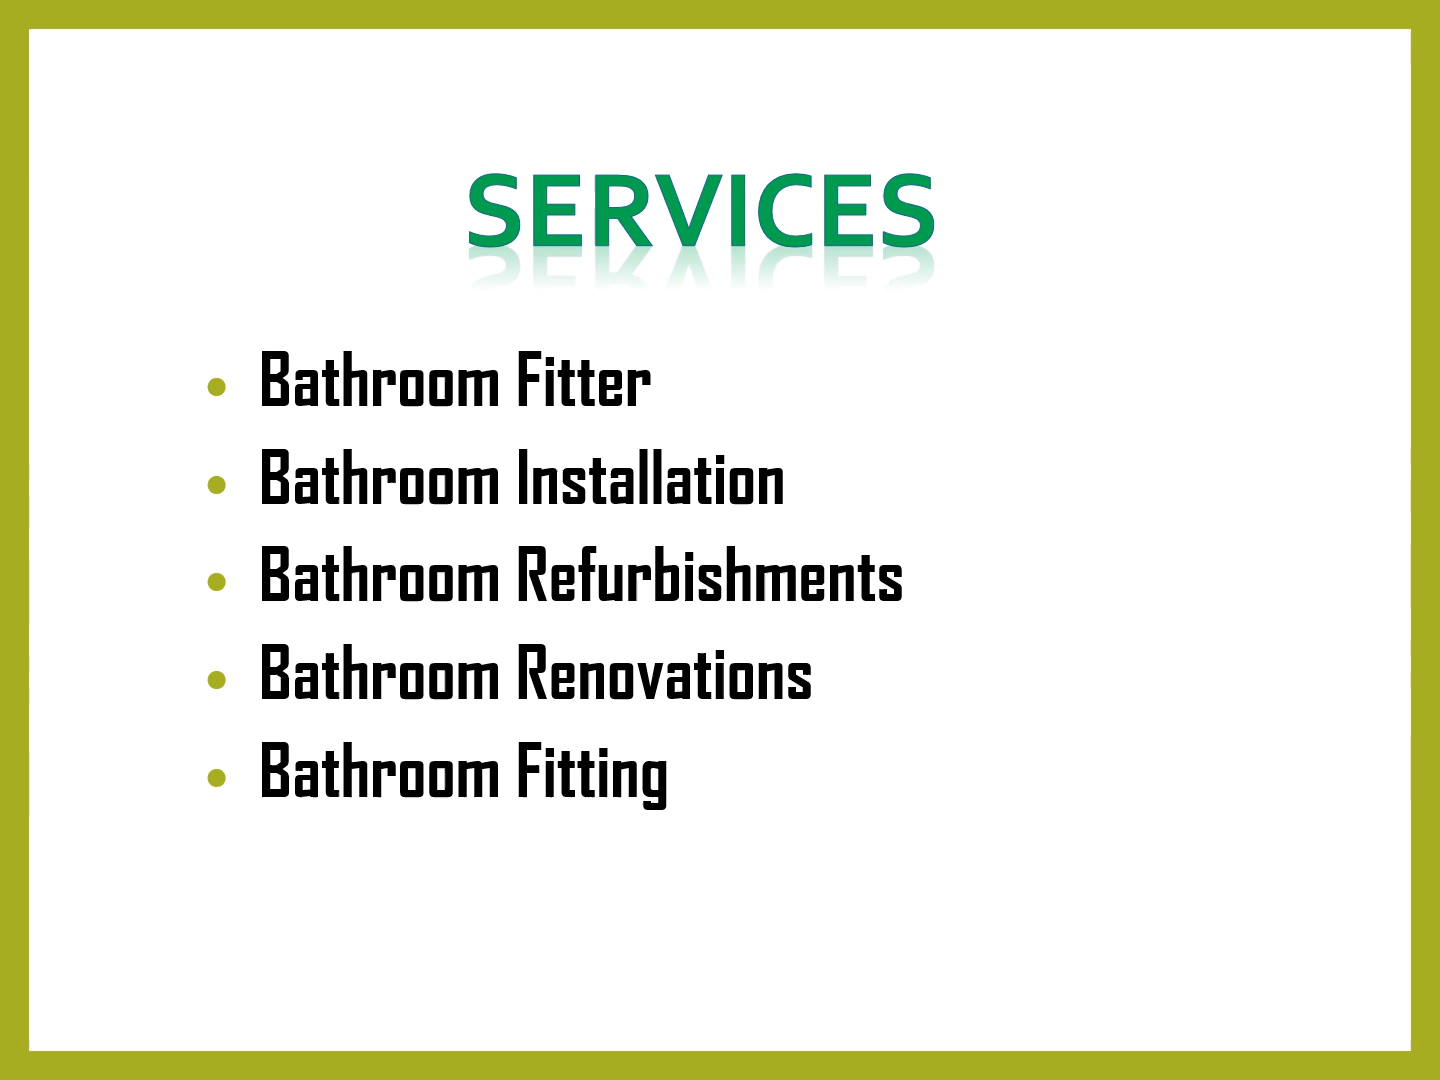 SERVICES
• Bathroom Fitter
• Bathroom Installation
• Bathroom Refurbishments
• Bathroom Renovations
• Bathroom Fitting